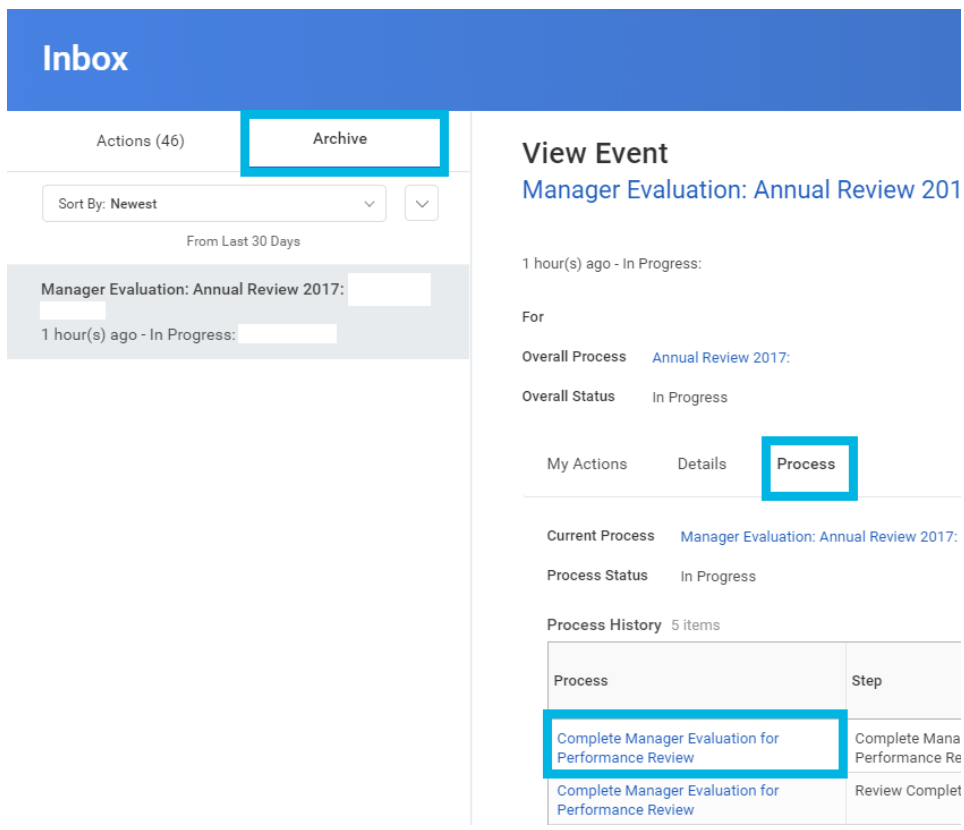 Inbox
Actions (46)
Archive
Sort By: Newest
From Last 30 Days
Manager Evaluation: Annual Review 2017:
1 hour(s) ago - In Progress:
View Event
Manager Evaluation: Annual Review 201
1 hour(s) ago - In Progress:
For
Overall Process Annual Review 2017:
Overall Status In Progress
My Actions Details Process
Current Process Manager Evaluation: Annual Review 2017:
Process Status In Progress
Process History 5 items
Process Step
Complete Manager Evaluation for
Performance Review
Complete Mana
Performance Re
Complete Manager Evaluation for
Performance Review
Review Complet